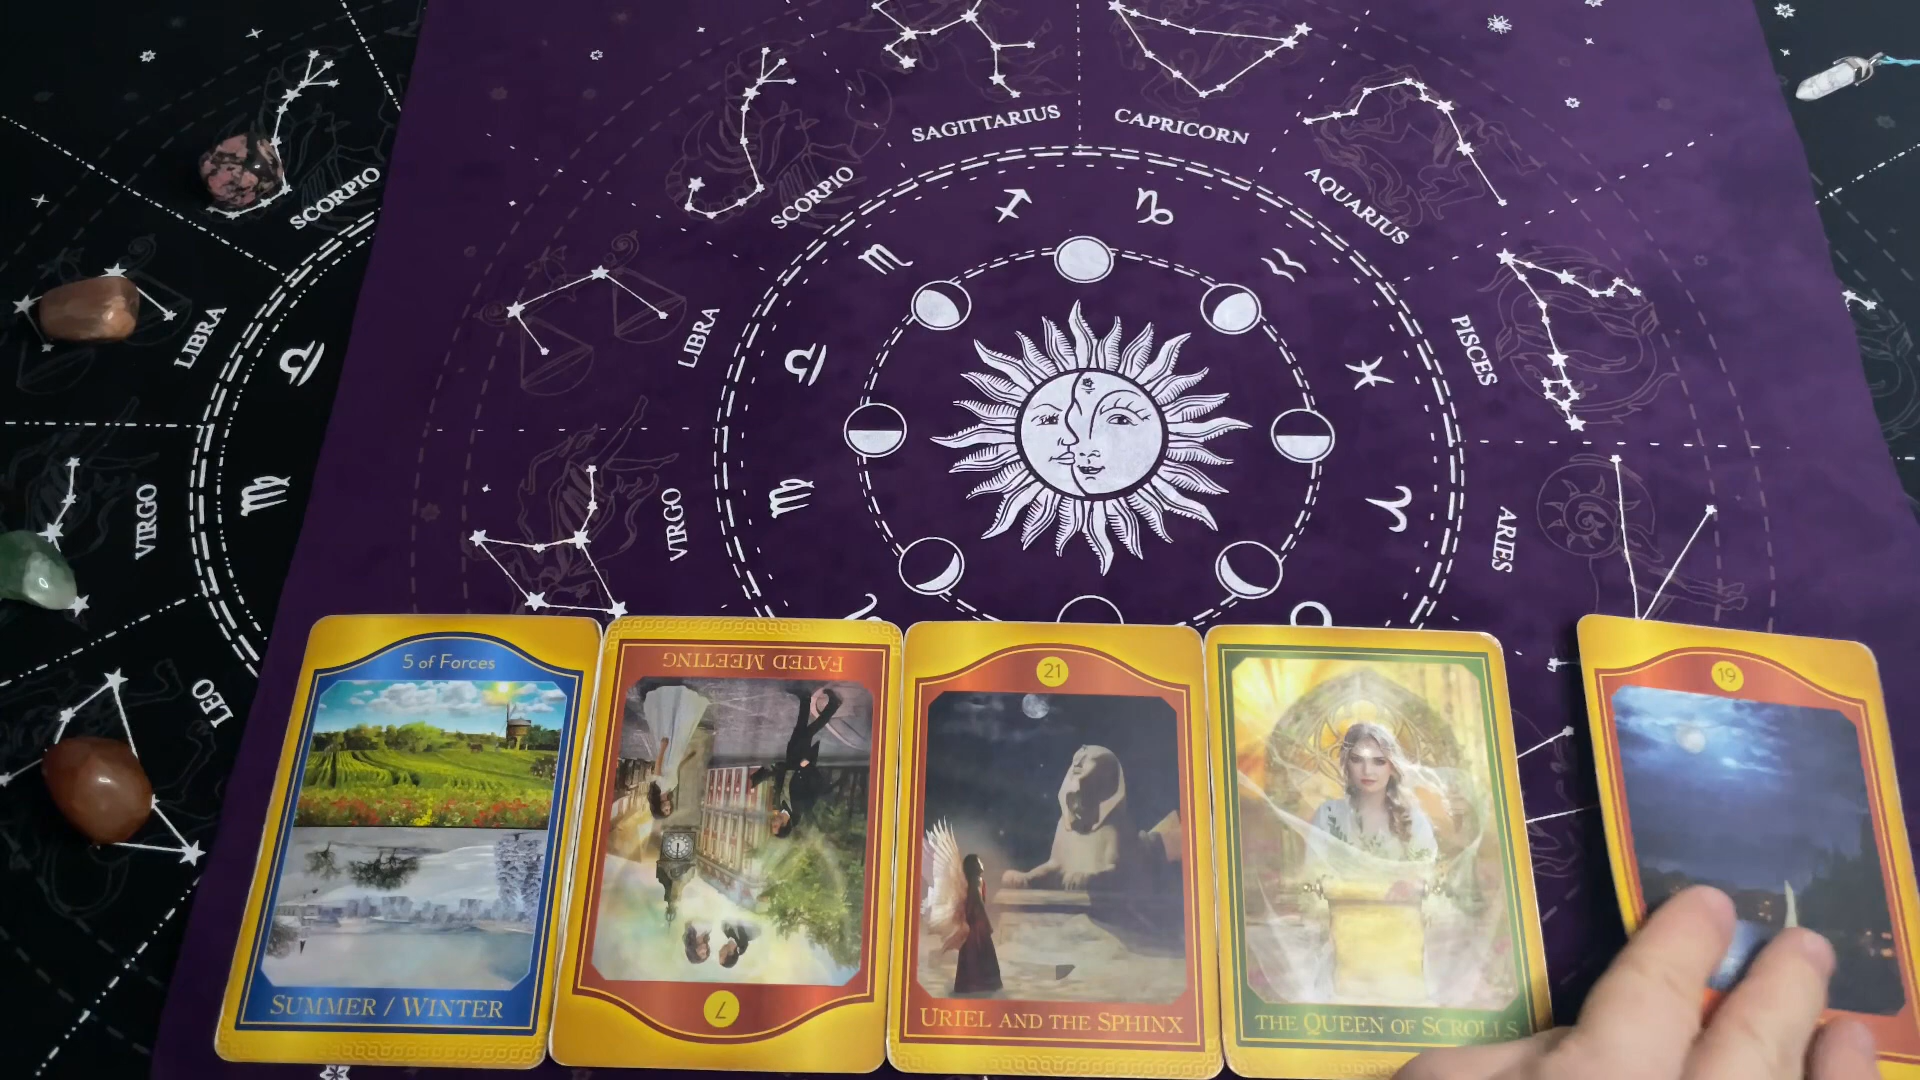 SAGITTARIUS
CAPRICORN
SCORPIO
AQUARIUS
SCORPIO
LIBRA
LIBRA
PISCES
VIRGO
VIRGO
ARIES
LEO
5 of Forces
SUMMER / WINTER
FATED MEETING
7
21
URIEL AND THE SPHINX
THE QUEEN OF SCROLLS
19